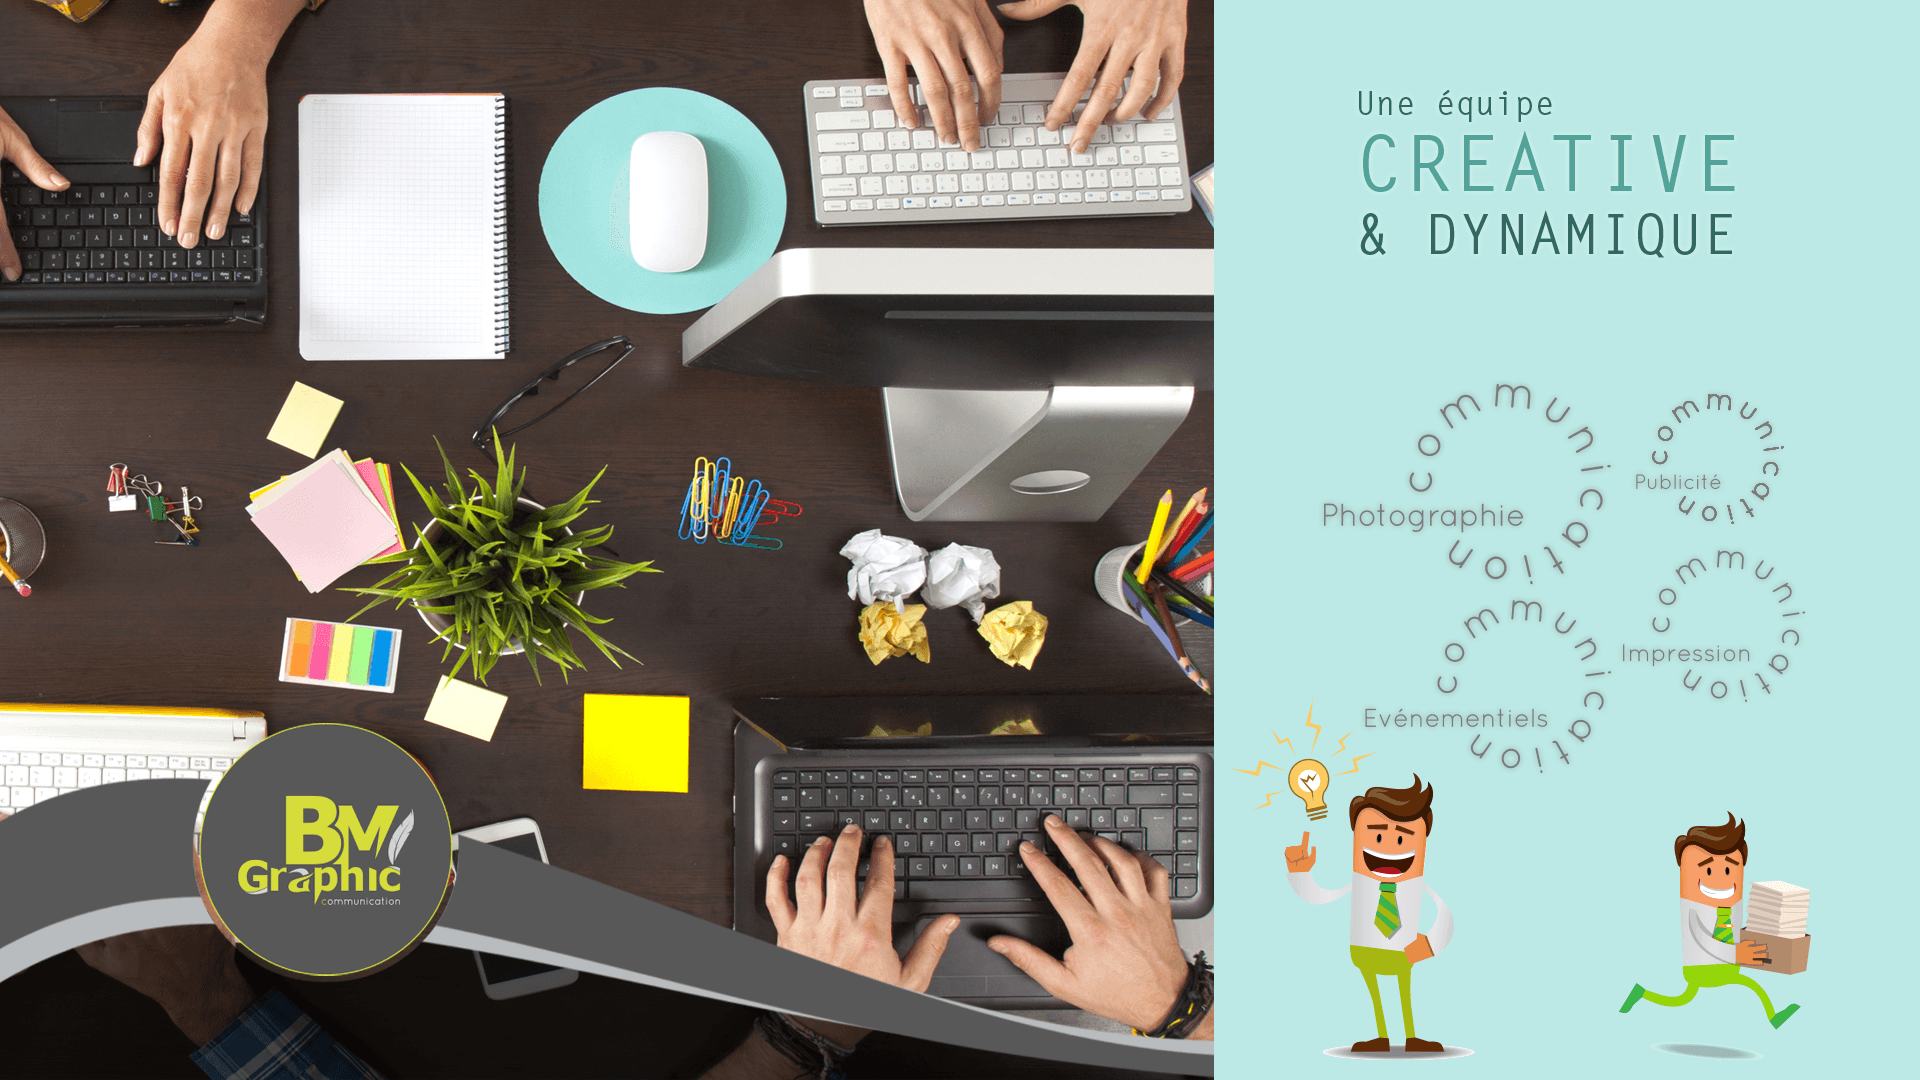 Une équipe
CREATIVE
& DYNAMIQUE
communication
Photographie
communication
Publicité
communication
Evénementiels
communication
Impression
BM
Graphic
communication